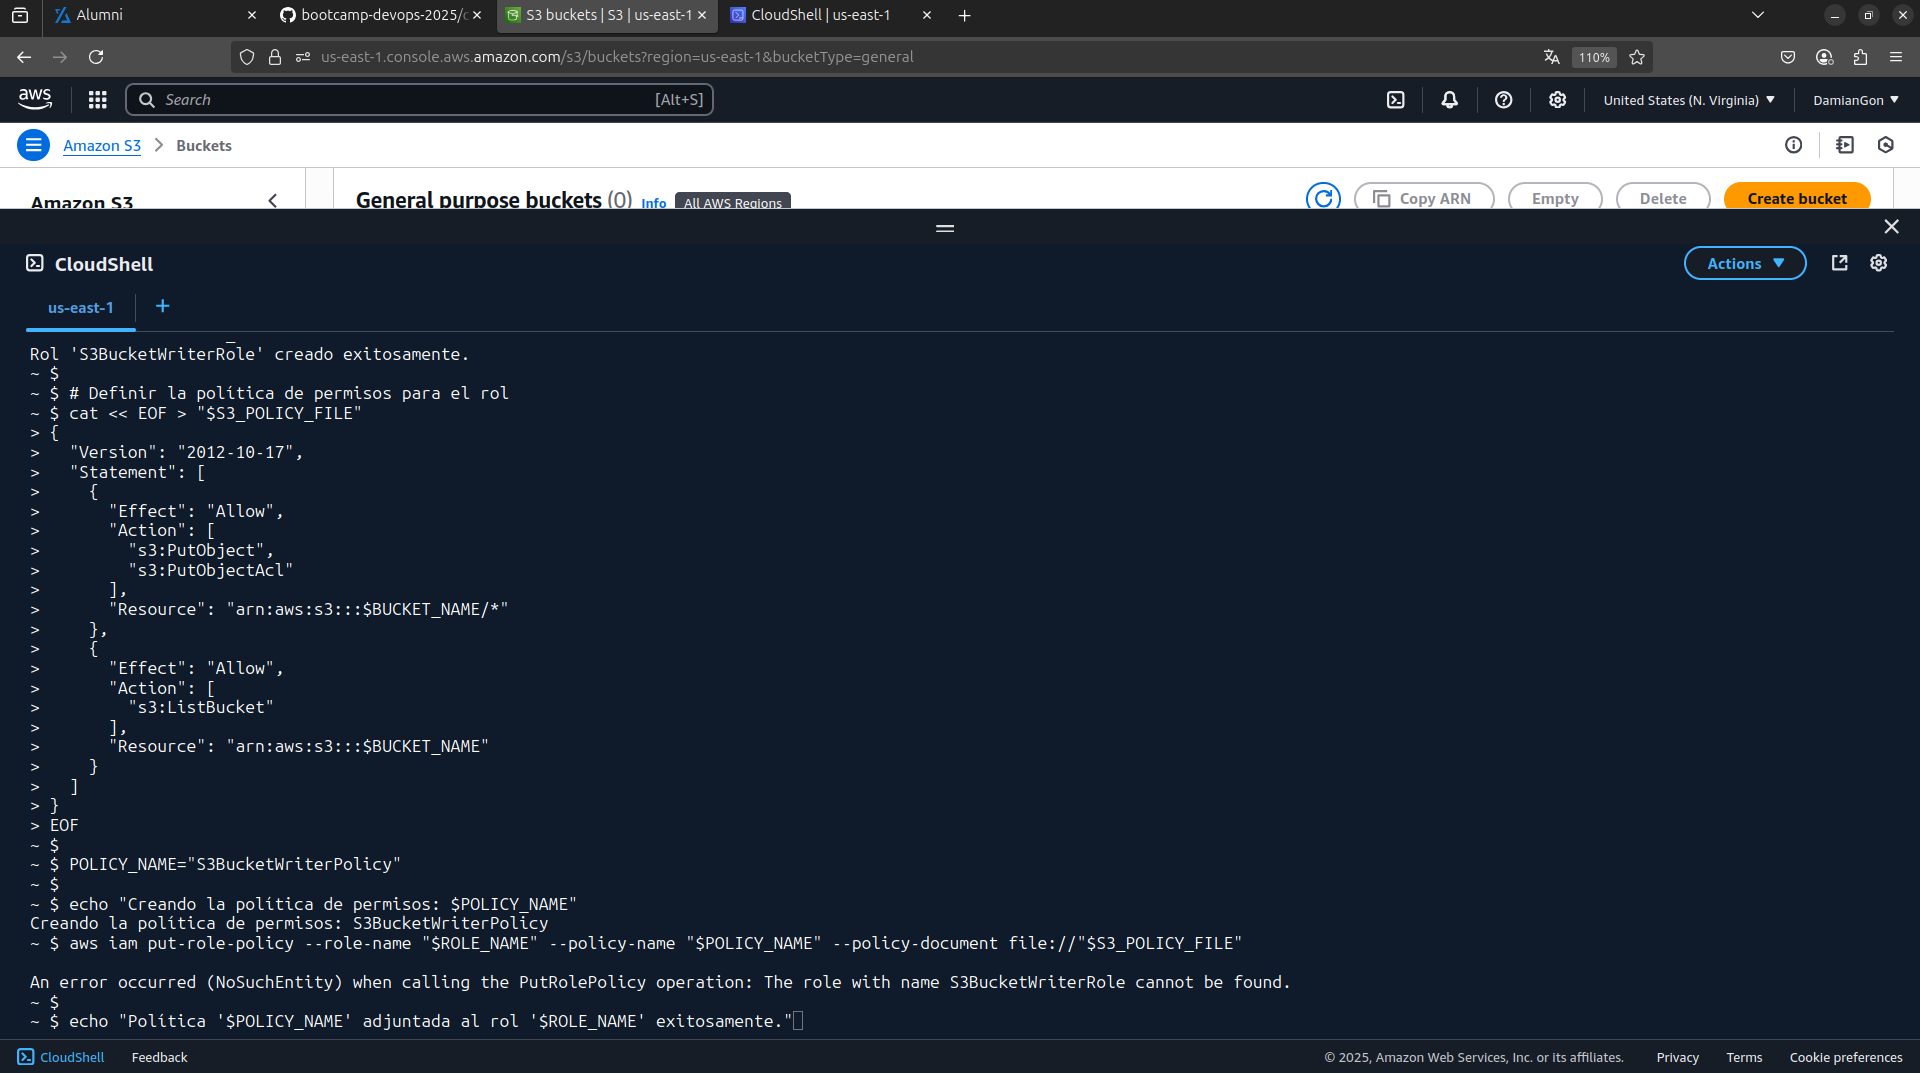 Alumni
bootcamp-devops-2025/c
S3 buckets | S3 | us-east-1
CloudShell | us-east-1
us-east-1.console.aws.amazon.com/s3/buckets?region=us-east-1&bucketType=general
110%
aws
Search
[Alt+S]
United States (N. Virginia)
DamianGon
Amazon S3
Buckets
Amazon S3
General purpose buckets (0)
Info
All AWS Regions
Copy ARN
Empty
Delete
Create bucket
CloudShell
Actions
us-east-1
+
Rol 'S3BucketWriterRole' creado exitosamente.
~ $
~ $ # Definir la política de permisos para el rol
~ $ cat << EOF > "$S3_POLICY_FILE"
> {
>   "Version": "2012-10-17",
>   "Statement": [
>     {
>       "Effect": "Allow",
>       "Action": [
>         "s3:PutObject",
>         "s3:PutObjectAcl"
>       ],
>       "Resource": "arn:aws:s3:::$BUCKET_NAME/*"
>     },
>     {
>       "Effect": "Allow",
>       "Action": [
>         "s3:ListBucket"
>       ],
>       "Resource": "arn:aws:s3:::$BUCKET_NAME"
>     }
>   ]
> }
> EOF
~ $
~ $ POLICY_NAME="S3BucketWriterPolicy"
~ $
~ $ echo "Creando la política de permisos: $POLICY_NAME"
Creando la política de permisos: S3BucketWriterPolicy
~ $ aws iam put-role-policy --role-name "$ROLE_NAME" --policy-name "$POLICY_NAME" --policy-document file://"$S3_POLICY_FILE"
An error occurred (NoSuchEntity) when calling the PutRolePolicy operation: The role with name S3BucketWriterRole cannot be found.
~ $
~ $ echo "Política '$POLICY_NAME' adjuntada al rol '$ROLE_NAME' exitosamente."
CloudShell
Feedback
© 2025, Amazon Web Services, Inc. or its affiliates.
Privacy
Terms
Cookie preferences